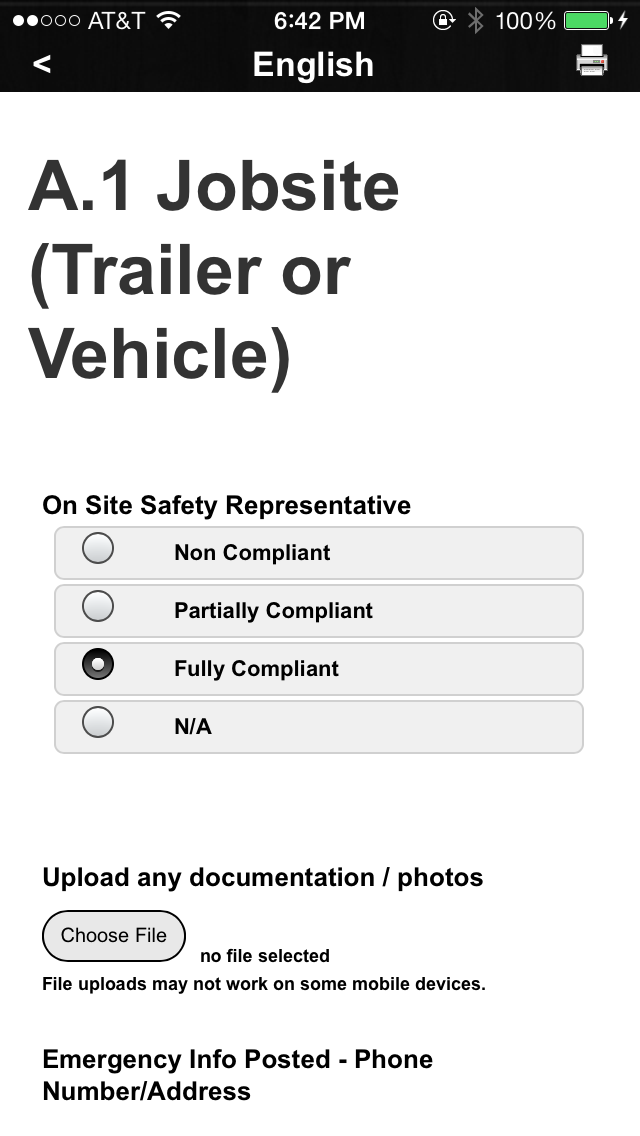 AT&T 6:42 PM 100%
< English
A.1 Jobsite
(Trailer or
Vehicle)
On Site Safety Representative
Non Compliant
Partially Compliant
Fully Compliant
N/A
Upload any documentation / photos
Choose File no file selected
File uploads may not work on some mobile devices.
Emergency Info Posted - Phone
Number/Address